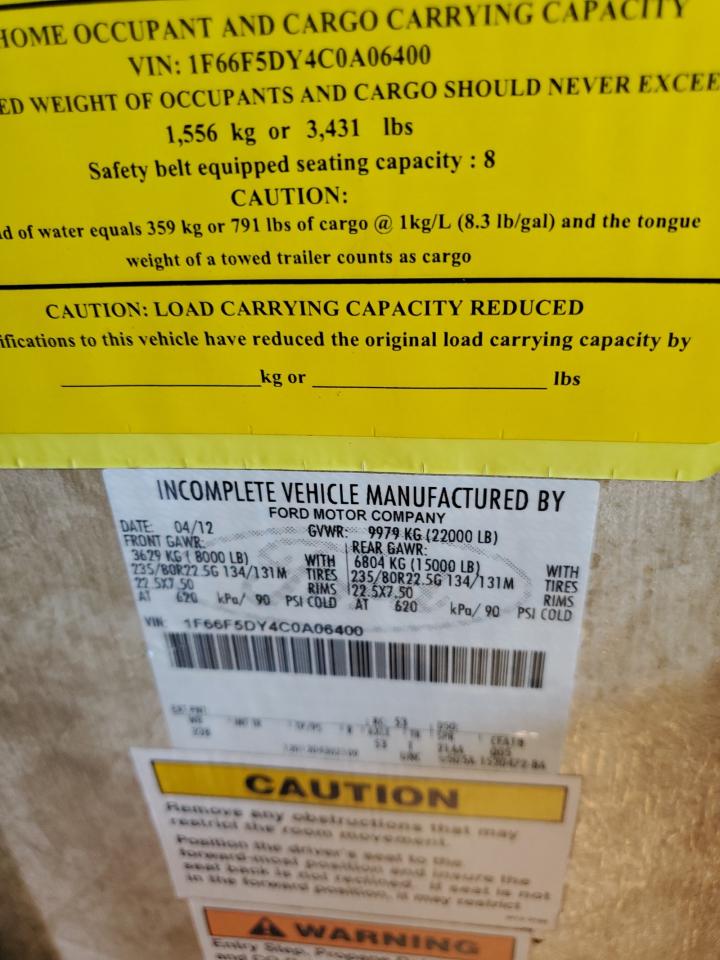 HOME OCCUPANT AND CARGO CARRYING CAPACITY
VIN: 1F66F5DY4C0A06400
ED WEIGHT OF OCCUPANTS AND CARGO SHOULD NEVER EXCEE
1,556 kg or 3,431 lbs
Safety belt equipped seating capacity : 8
CAUTION:
d of water equals 359 kg or 791 lbs of cargo @ 1kg/L (8.3 lb/gal) and the tongue
weight of a towed trailer counts as cargo
CAUTION: LOAD CARRYING CAPACITY REDUCED
ifications to this vehicle have reduced the original load carrying capacity by
kg or lbs
INCOMPLETE VEHICLE MANUFACTURED BY
FORD MOTOR COMPANY
DATE: 04/12 GVWR: 9979 KG (22000 LB)
FRONT GAWR: REAR GAWR:
3629 KG ( 8000 LB) WITH 6804 KG (15000 LB) WITH
235/80R22.5G 134/131M TIRES 235/80R22.5G 134/131M TIRES
22.5X7.50 RIMS 22.5X7.50 RIMS
AT 620 kPa/ 90 PSI COLD AT 620 kPa/ 90 PSI COLD
VIN: 1F66F5DY4C0A06400
CAUTION
Remove any obstructions that may
restrict the room movement.
Position the driver's seat to the
forward-most position and insure the
seat back is not reclined. If seat is not
in the forward position, it may restrict
WARNING
Entry Step, Propane